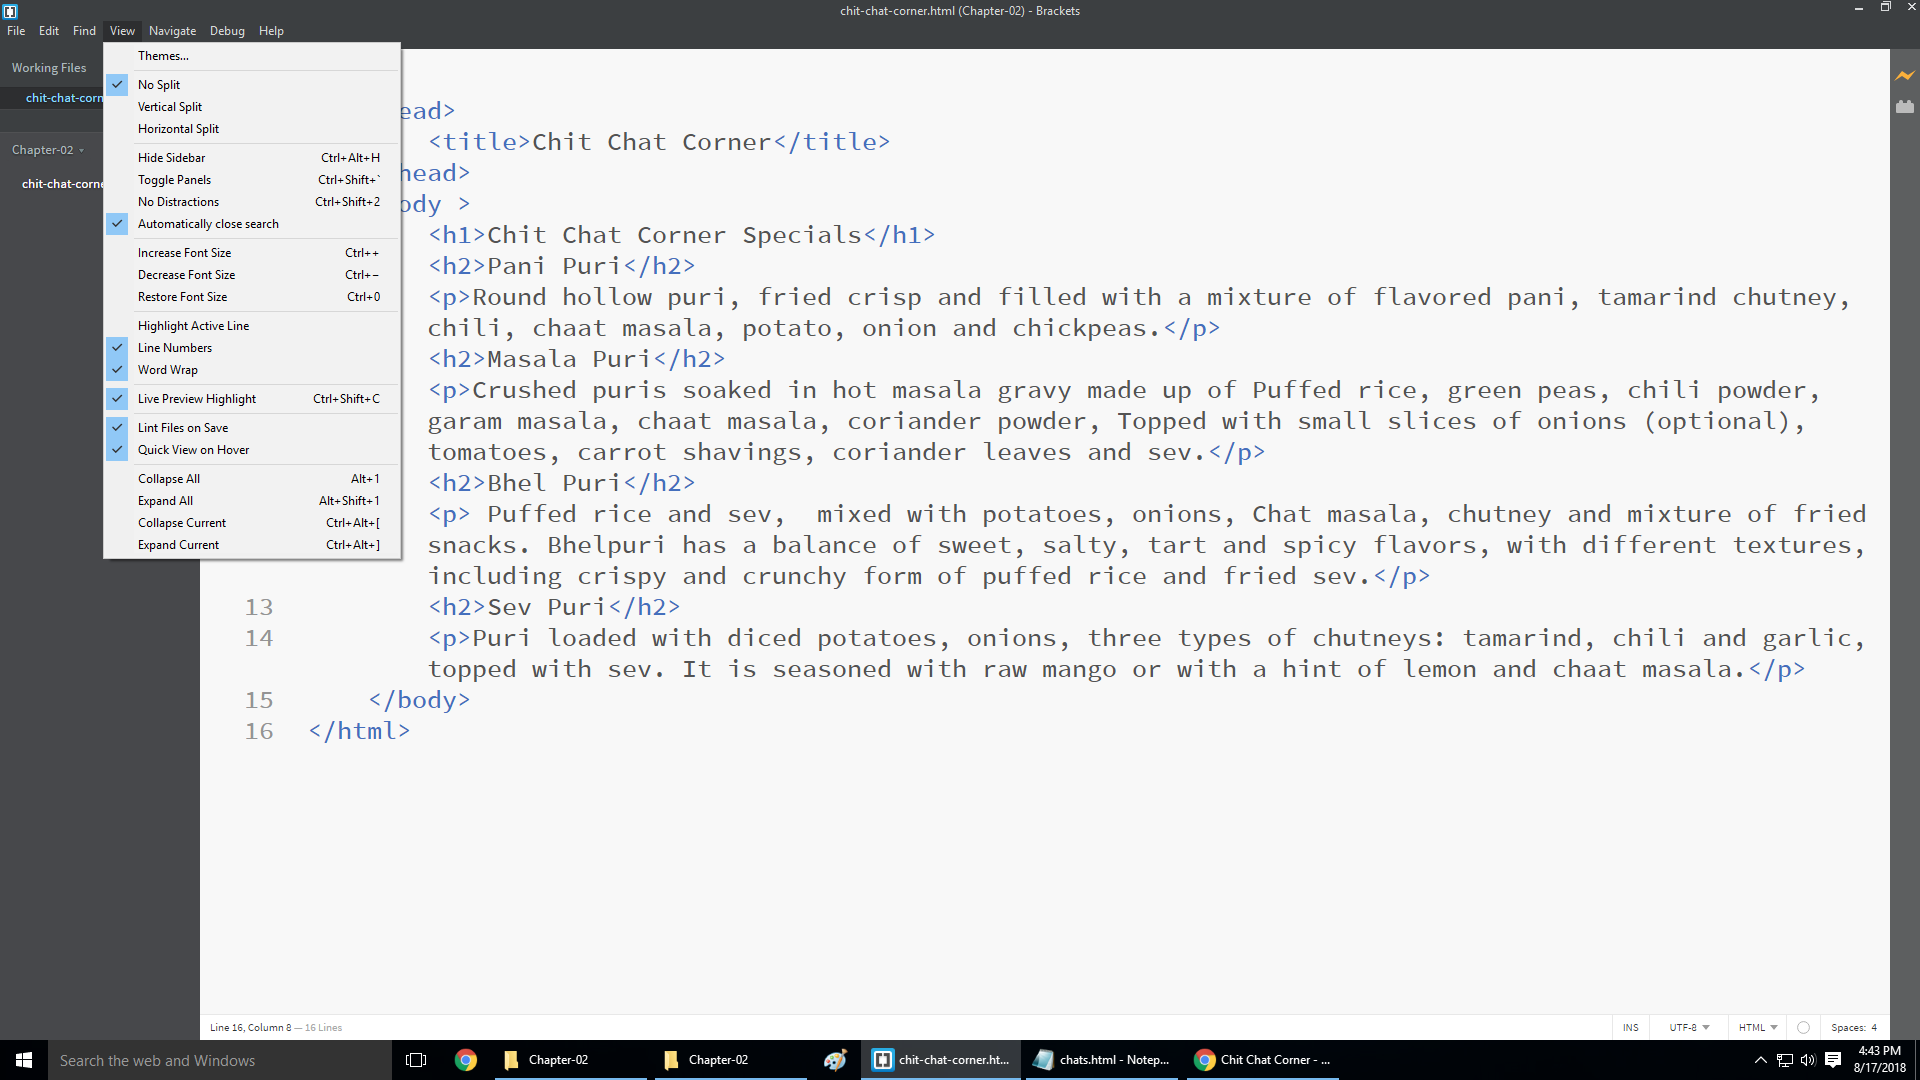 chit-chat-corner.html (Chapter-02) - Brackets
File Edit Find View Navigate Debug Help
Working Files
chit-chat-corn
Chapter-02
chit-chat-corne
Themes...
No Split
Vertical Split
Horizontal Split
Hide Sidebar Ctrl+Alt+H
Toggle Panels Ctrl+Shift+`
No Distractions Ctrl+Shift+2
Automatically close search
Increase Font Size Ctrl++
Decrease Font Size Ctrl+−
Restore Font Size Ctrl+0
Highlight Active Line
Line Numbers
Word Wrap
Live Preview Highlight Ctrl+Shift+C
Lint Files on Save
Quick View on Hover
Collapse All Alt+1
Expand All Alt+Shift+1
Collapse Current Ctrl+Alt+[
Expand Current Ctrl+Alt+]
ead>
<title>Chit Chat Corner</title>
head>
ody >
<h1>Chit Chat Corner Specials</h1>
<h2>Pani Puri</h2>
<p>Round hollow puri, fried crisp and filled with a mixture of flavored pani, tamarind chutney,
chili, chaat masala, potato, onion and chickpeas.</p>
<h2>Masala Puri</h2>
<p>Crushed puris soaked in hot masala gravy made up of Puffed rice, green peas, chili powder,
garam masala, chaat masala, coriander powder, Topped with small slices of onions (optional),
tomatoes, carrot shavings, coriander leaves and sev.</p>
<h2>Bhel Puri</h2>
<p> Puffed rice and sev,  mixed with potatoes, onions, Chat masala, chutney and mixture of fried
snacks. Bhelpuri has a balance of sweet, salty, tart and spicy flavors, with different textures,
including crispy and crunchy form of puffed rice and fried sev.</p>
13 <h2>Sev Puri</h2>
14 <p>Puri loaded with diced potatoes, onions, three types of chutneys: tamarind, chili and garlic,
topped with sev. It is seasoned with raw mango or with a hint of lemon and chaat masala.</p>
15 </body>
16 </html>
Line 16, Column 8 — 16 Lines INS UTF-8 HTML Spaces: 4
Search the web and Windows Chapter-02 Chapter-02 chit-chat-corner.ht... chats.html - Notep... Chit Chat Corner - ... 4:43 PM
8/17/2018